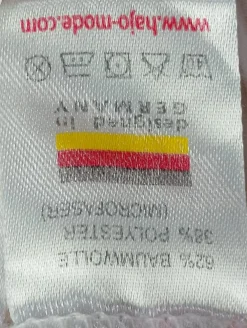 62% BAUMWOLLE
38% POLYESTER
(MICROFASER)
designed in
GERMANY
www.hajo-mode.com